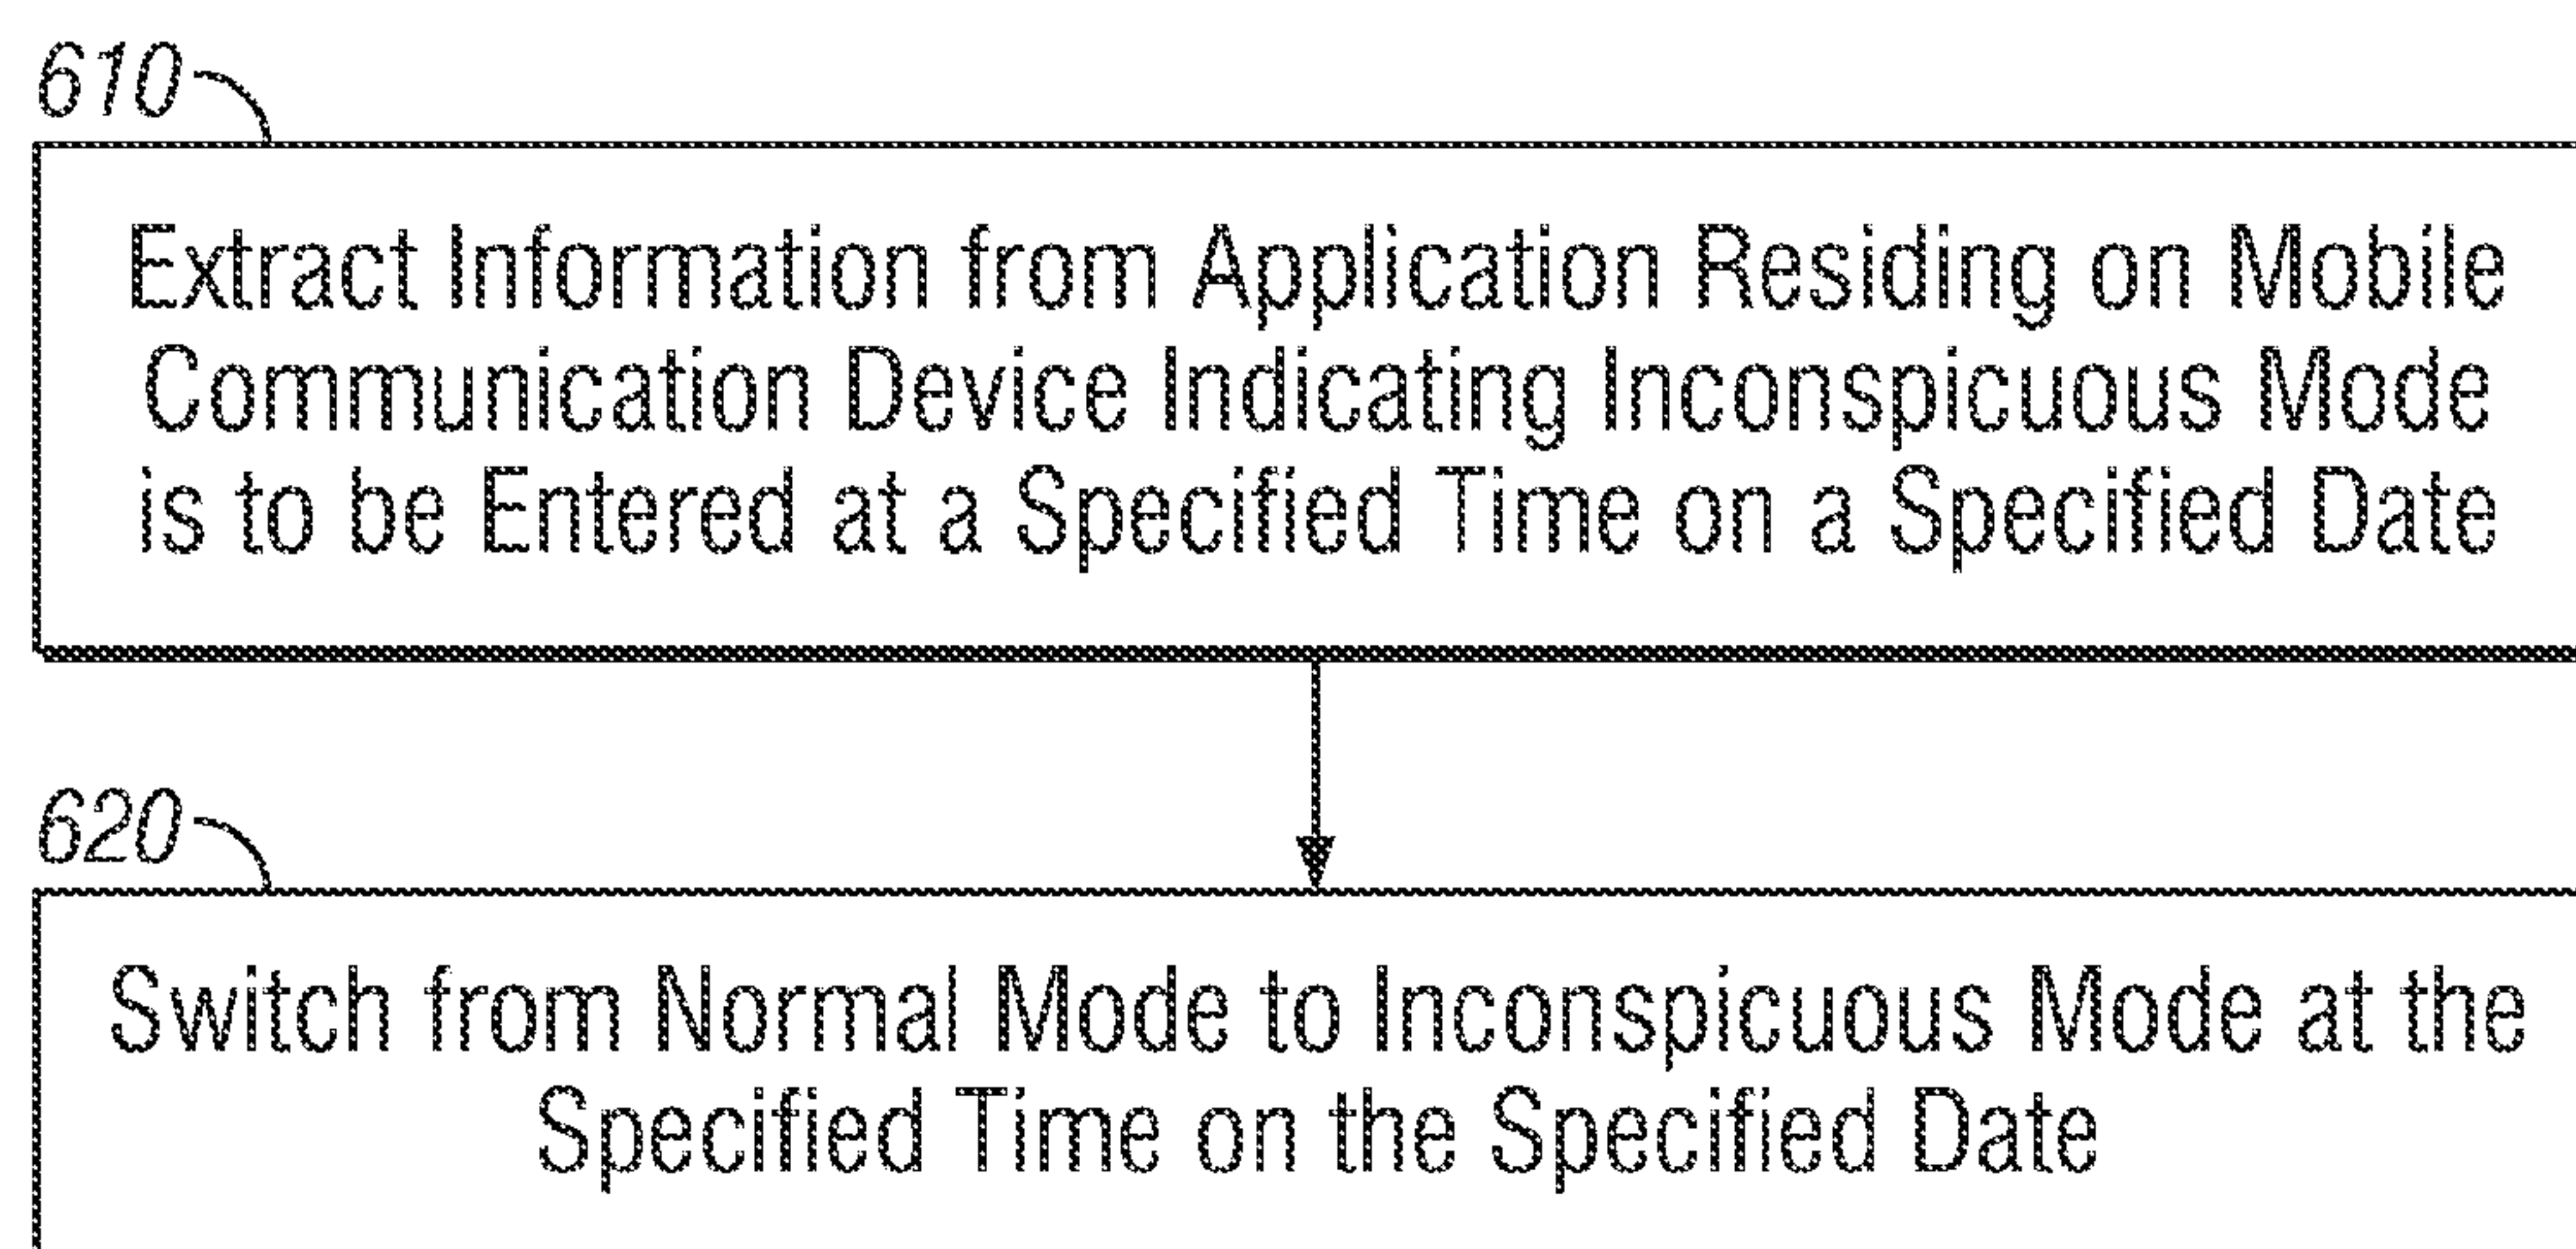 610
Extract Information from Application Residing on Mobile
Communication Device Indicating Inconspicuous Mode
is to be Entered at a Specified Time on a Specified Date
620
Switch from Normal Mode to Inconspicuous Mode at the
Specified Time on the Specified Date